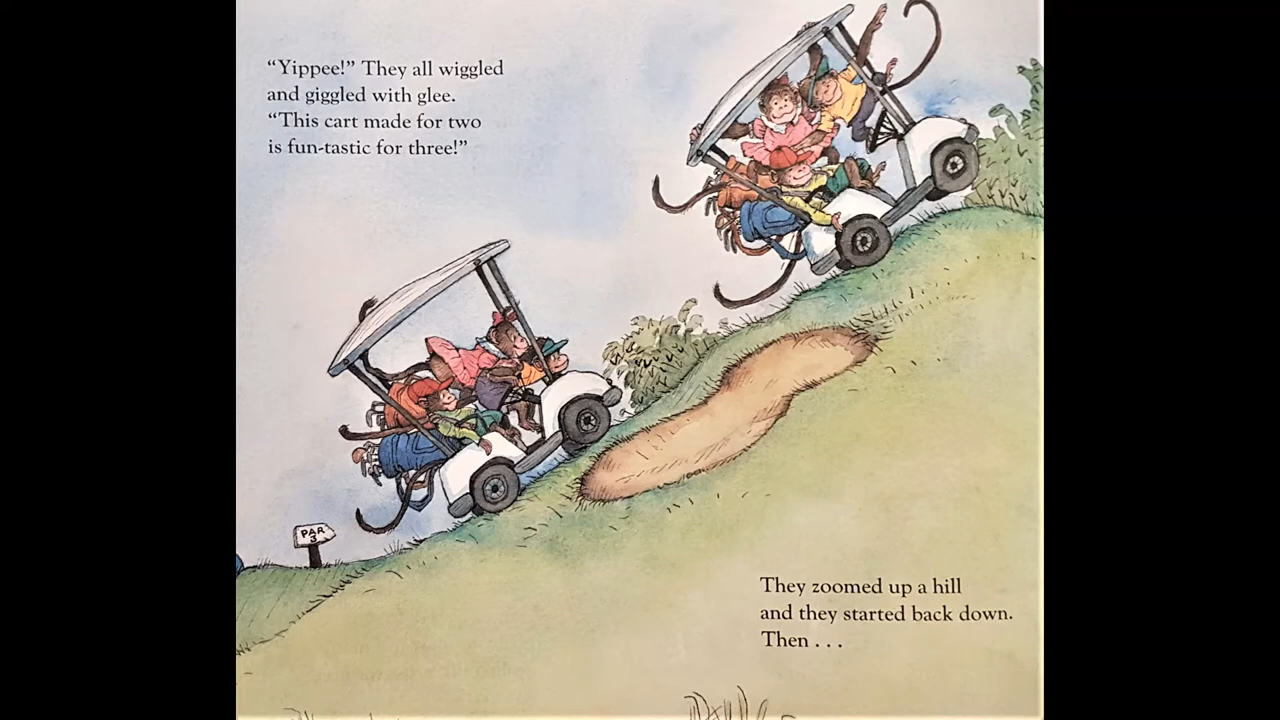 “Yippee!” They all wiggled
and giggled with glee.
“This cart made for two
is fun-tastic for three!”
PAR
3
They zoomed up a hill
and they started back down.
Then . . .